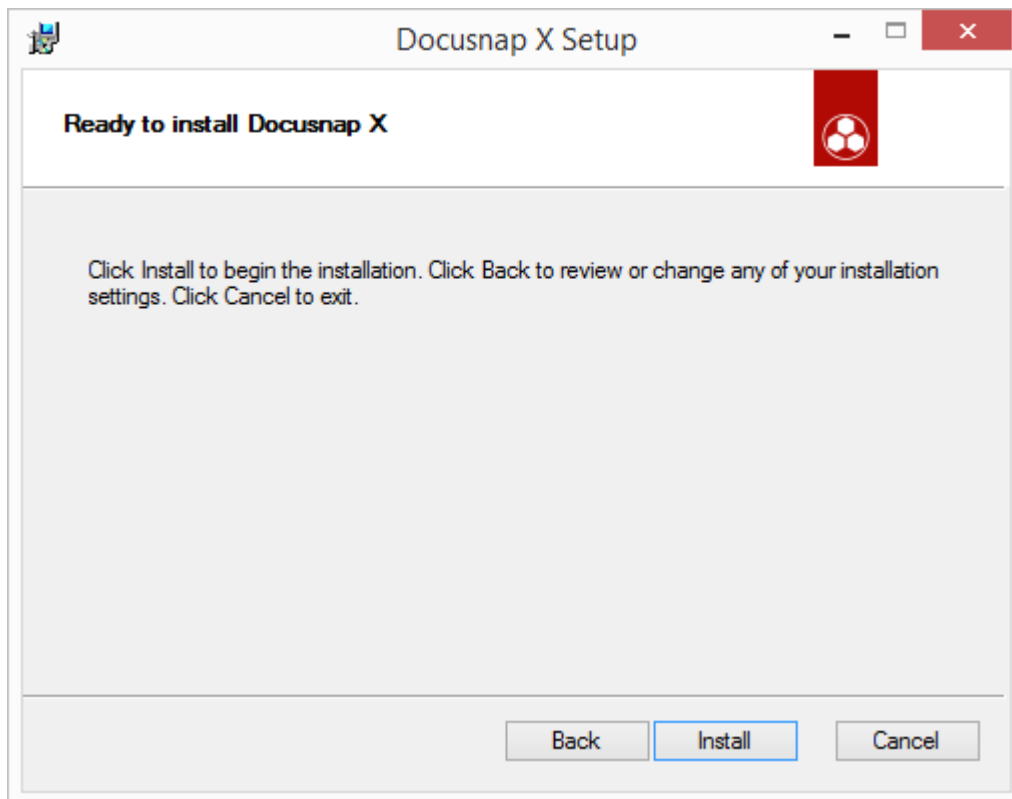 Docusnap X Setup
Ready to install Docusnap X
Click Install to begin the installation. Click Back to review or change any of your installation
settings. Click Cancel to exit.
Back Install Cancel